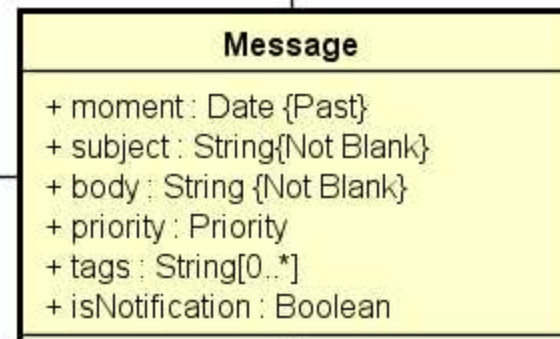 Message
+ moment : Date {Past}
+ subject : String{Not Blank}
+ body : String {Not Blank}
+ priority : Priority
+ tags : String[0..*]
+ isNotification : Boolean